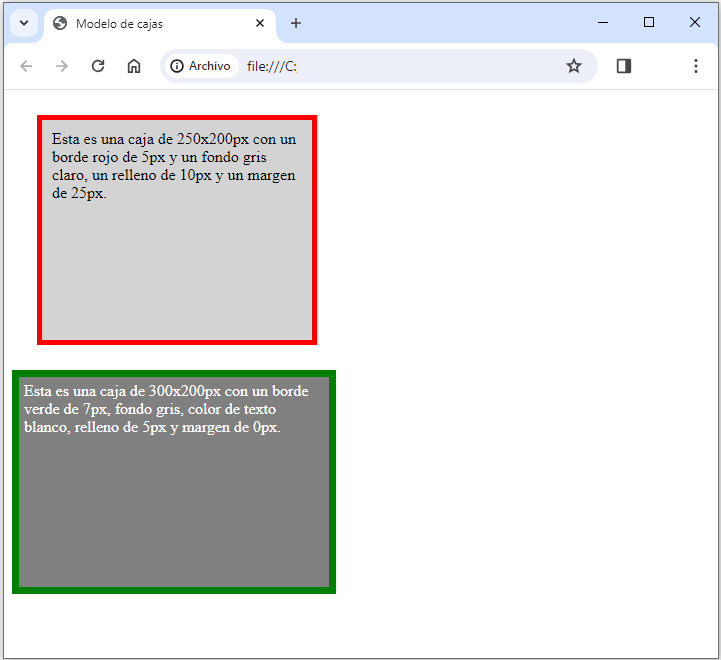 Modelo de cajas
Archivo file:///C:
Esta es una caja de 250x200px con un
borde rojo de 5px y un fondo gris
claro, un relleno de 10px y un margen
de 25px.
Esta es una caja de 300x200px con un borde
verde de 7px, fondo gris, color de texto
blanco, relleno de 5px y margen de 0px.